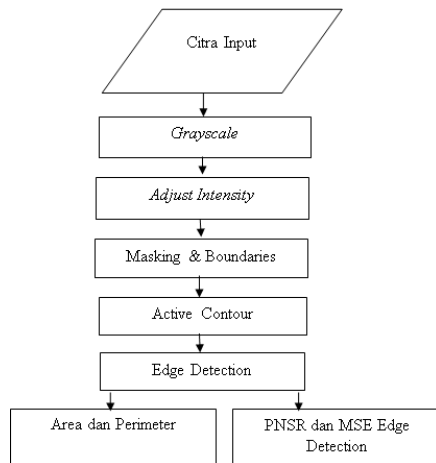 Citra Input
Grayscale
Adjust Intensity
Masking & Boundaries
Active Contour
Edge Detection
Area dan Perimeter
PNSR dan MSE Edge
Detection